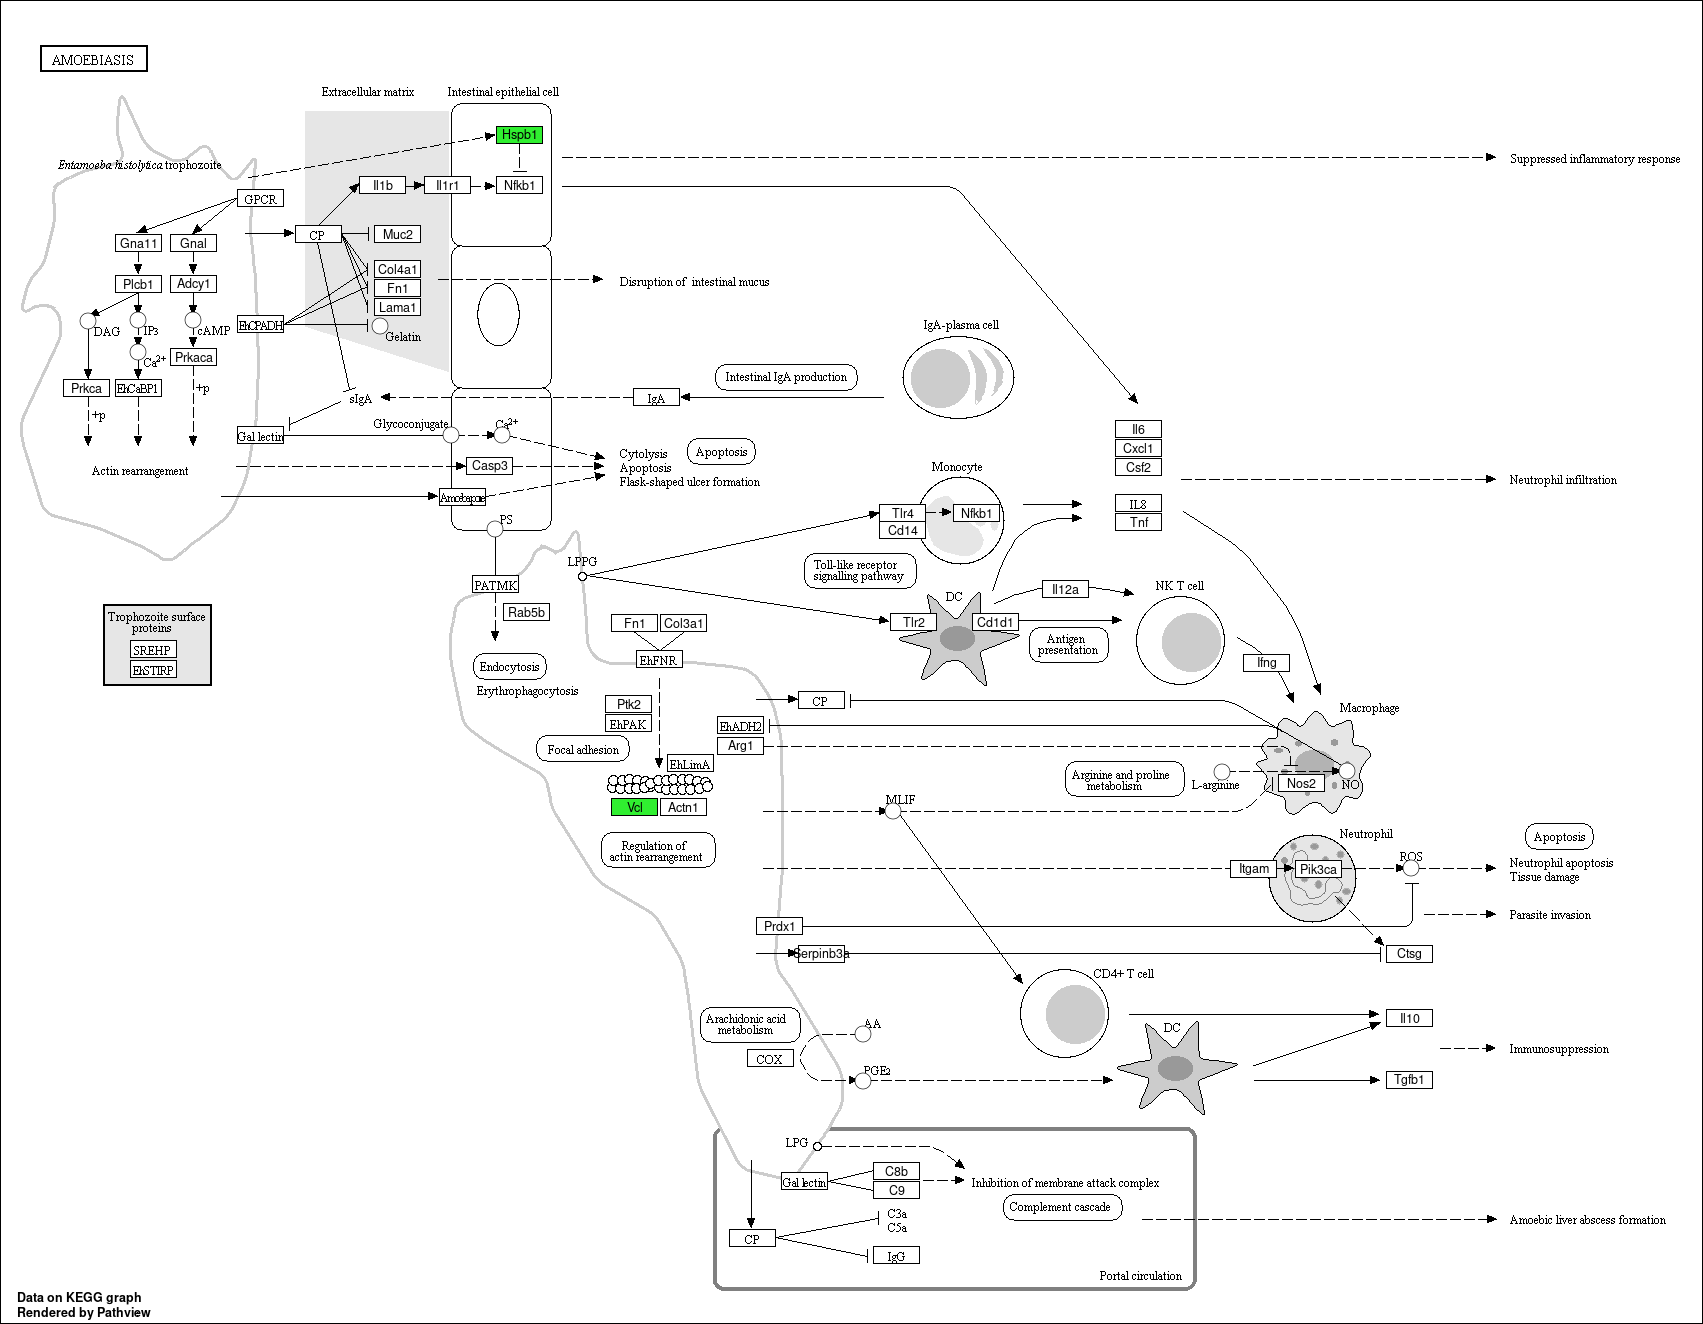 AMOEBIASIS
Extracellular matrix
Intestinal epithelial cell
Hspb1
Suppressed inflammatory response
Entamoeba histolytica trophozoite
Il1b
Il1r1
Nfkb1
GPCR
CP
Muc2
Gna11
Gnal
Col4a1
Fn1
Lama1
Gelatin
Disruption of intestinal mucus
Plcb1
Adcy1
DAG
IP3
cAMP
EhCPADH
Ca2+
Prkaca
Prkca
EhCaBP1
+p
+p
Actin rearrangement
IgA-plasma cell
Intestinal IgA production
IgA
sIgA
Gal lectin
Glycoconjugate
Ca2+
Casp3
Amoebapore
Cytolysis
Apoptosis
Flask-shaped ulcer formation
Apoptosis
Il6
Cxcl1
Csf2
IL8
Tnf
Neutrophil infiltration
Monocyte
Tlr4
Cd14
Nfkb1
PS
PATMK
Rab5b
Endocytosis
Erythrophagocytosis
LPPG
Toll-like receptor
signalling pathway
DC
Tlr2
Cd1d1
Il12a
Antigen
presentation
NK T cell
Ifng
Trophozoite surface
proteins
SREHP
EhSTIRP
Fn1
Col3a1
EhFNR
Ptk2
EhPAK
Focal adhesion
EhLimA
Vcl
Actn1
Regulation of
actin rearrangement
CP
EhADH2
Arg1
Macrophage
Arginine and proline
metabolism
L-arginine
Nos2
NO
MLIF
Neutrophil
Itgam
Pik3ca
ROS
Apoptosis
Neutrophil apoptosis
Tissue damage
Parasite invasion
Prdx1
Serpinb3a
Ctsg
CD4+ T cell
Arachidonic acid
metabolism
AA
COX
PGE2
DC
Il10
Immunosuppression
Tgfb1
LPG
Gal lectin
C8b
C9
Inhibition of membrane attack complex
Complement cascade
CP
C3a
C5a
IgG
Amoebic liver abscess formation
Portal circulation
Data on KEGG graph
Rendered by Pathview